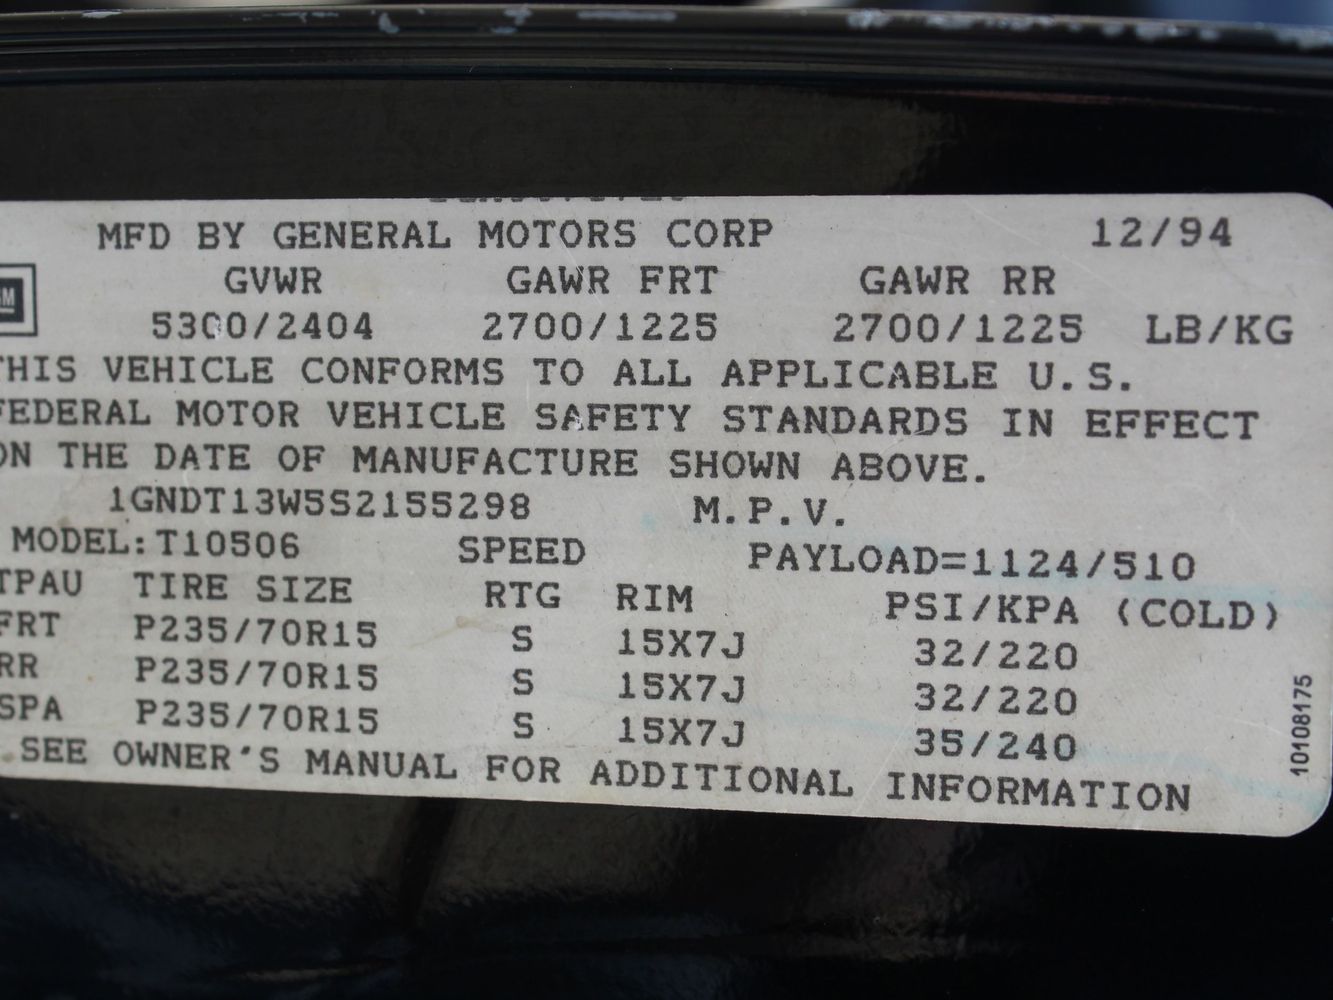 MFD BY GENERAL MOTORS CORP 12/94
GVWR GAWR FRT GAWR RR
GM
5300/2404 2700/1225 2700/1225 LB/KG
THIS VEHICLE CONFORMS TO ALL APPLICABLE U.S.
FEDERAL MOTOR VEHICLE SAFETY STANDARDS IN EFFECT
ON THE DATE OF MANUFACTURE SHOWN ABOVE.
1GNDT13W5S2155298 M.P.V.
MODEL:T10506 SPEED PAYLOAD=1124/510
TPAU TIRE SIZE RTG RIM PSI/KPA (COLD)
FRT P235/70R15 S 15X7J 32/220
RR P235/70R15 S 15X7J 32/220
SPA P235/70R15 S 15X7J 35/240
SEE OWNER'S MANUAL FOR ADDITIONAL INFORMATION
10108175